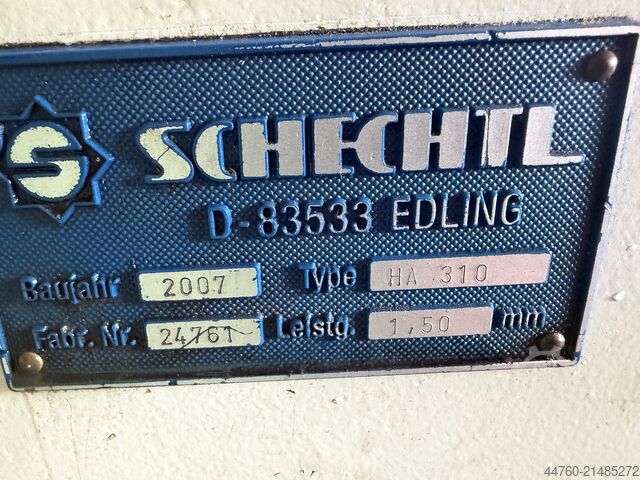 S SCHECHTL
D-83533 EDLING
Baujahr 2007 Type HA 310
Fabr. Nr. 24761 Leistg. 1,50 mm
44760-21485272